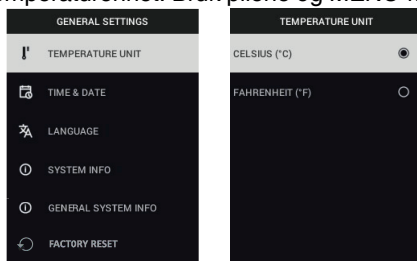 GENERAL SETTINGS
TEMPERATURE UNIT
TIME & DATE
LANGUAGE
SYSTEM INFO
GENERAL SYSTEM INFO
FACTORY RESET
TEMPERATURE UNIT
CELSIUS (°C)
FAHRENHEIT (°F)